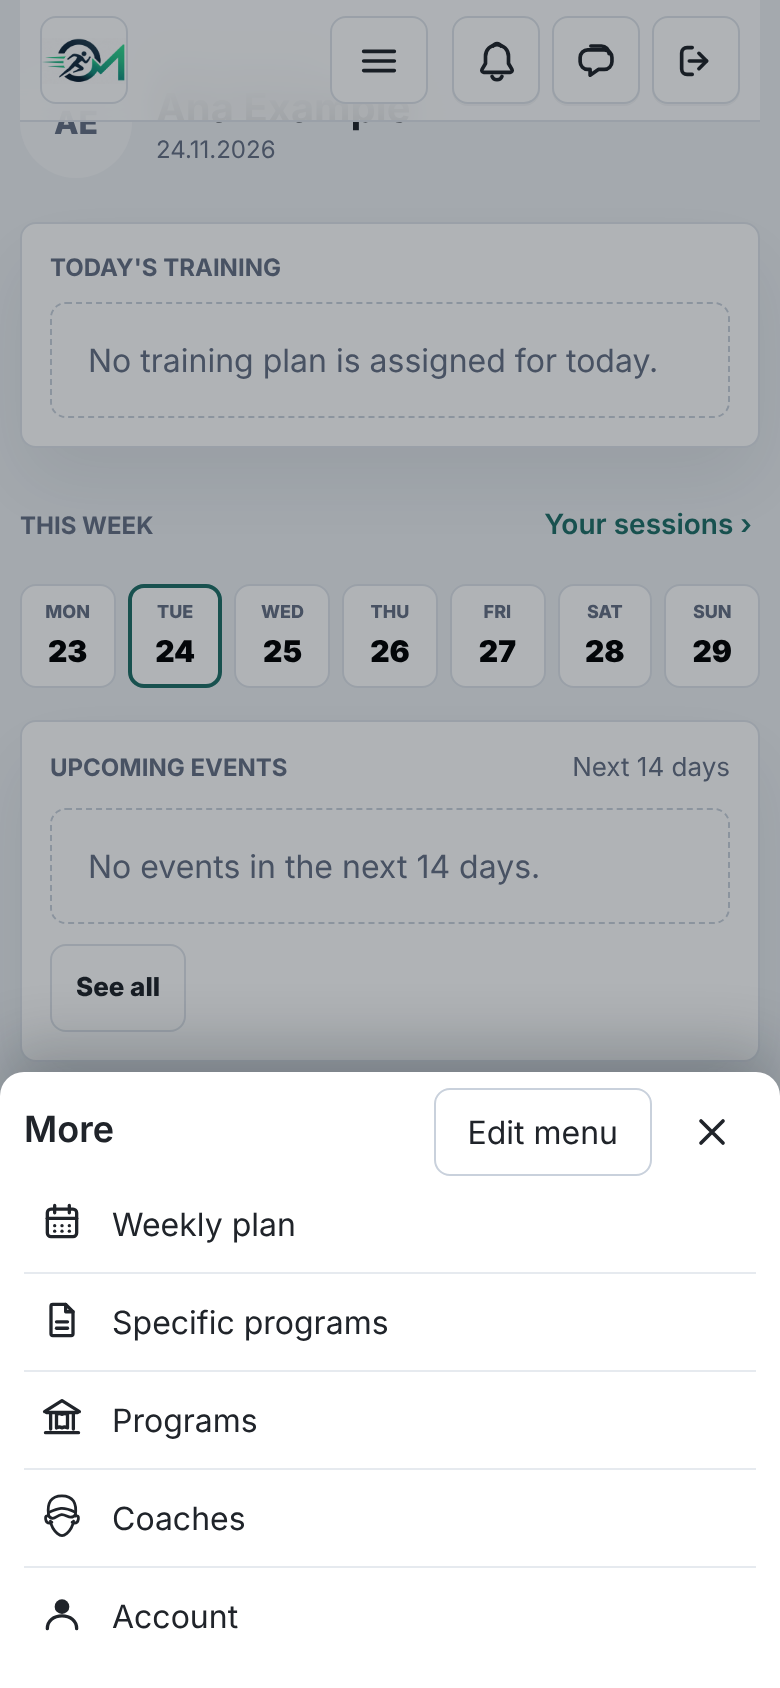 Ana Example
AE
24.11.2026
TODAY'S TRAINING
No training plan is assigned for today.
THIS WEEK
Your sessions ›
MON TUE WED THU FRI SAT SUN
23 24 25 26 27 28 29
UPCOMING EVENTS
Next 14 days
No events in the next 14 days.
See all
More
Edit menu
Weekly plan
Specific programs
Programs
Coaches
Account